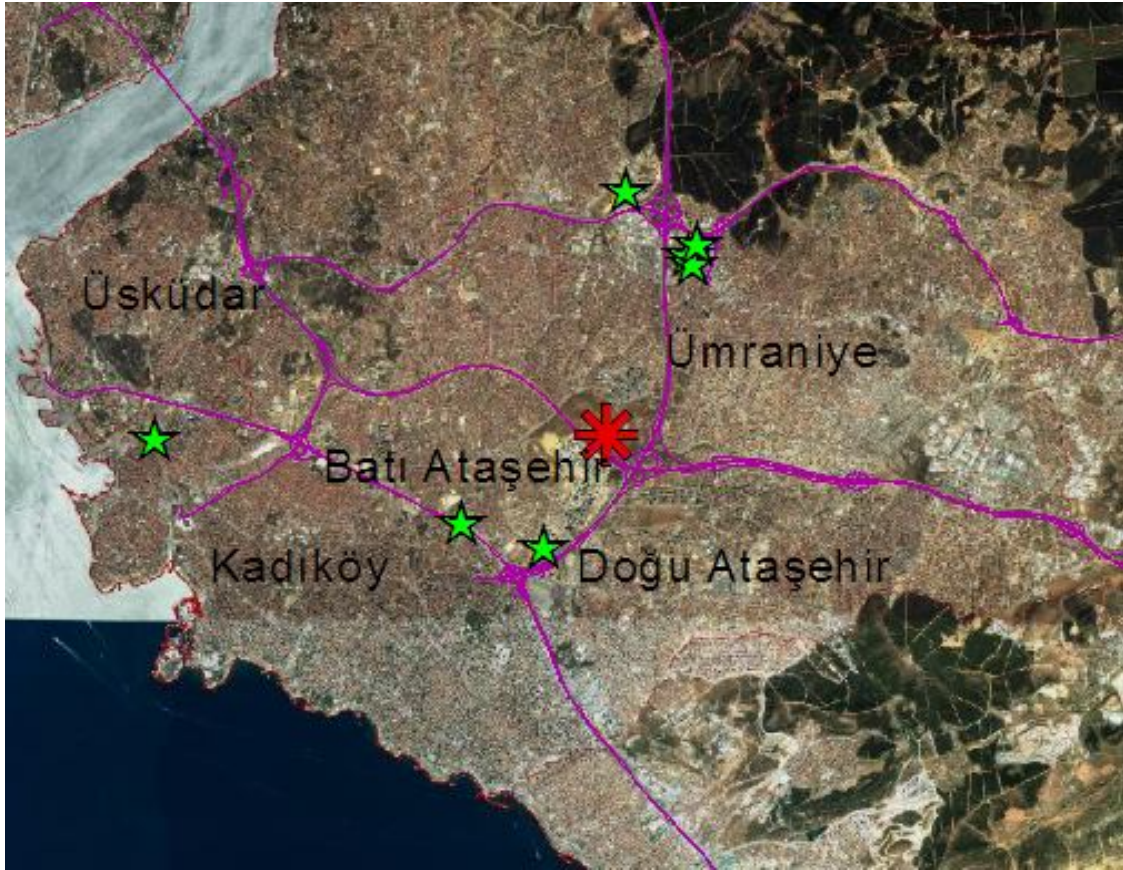 Üsküdar
Ümraniye
Batı Ataşehir
Kadıköy
Doğu Ataşehir